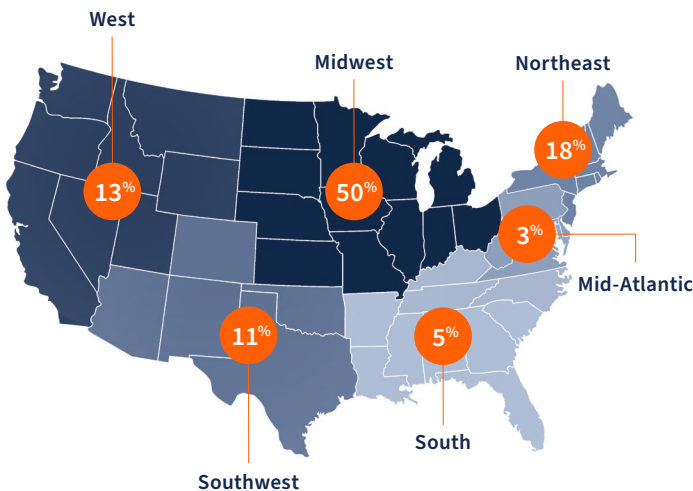 West
Midwest
Northeast
18%
13%
50%
3%
Mid-Atlantic
11%
5%
South
Southwest